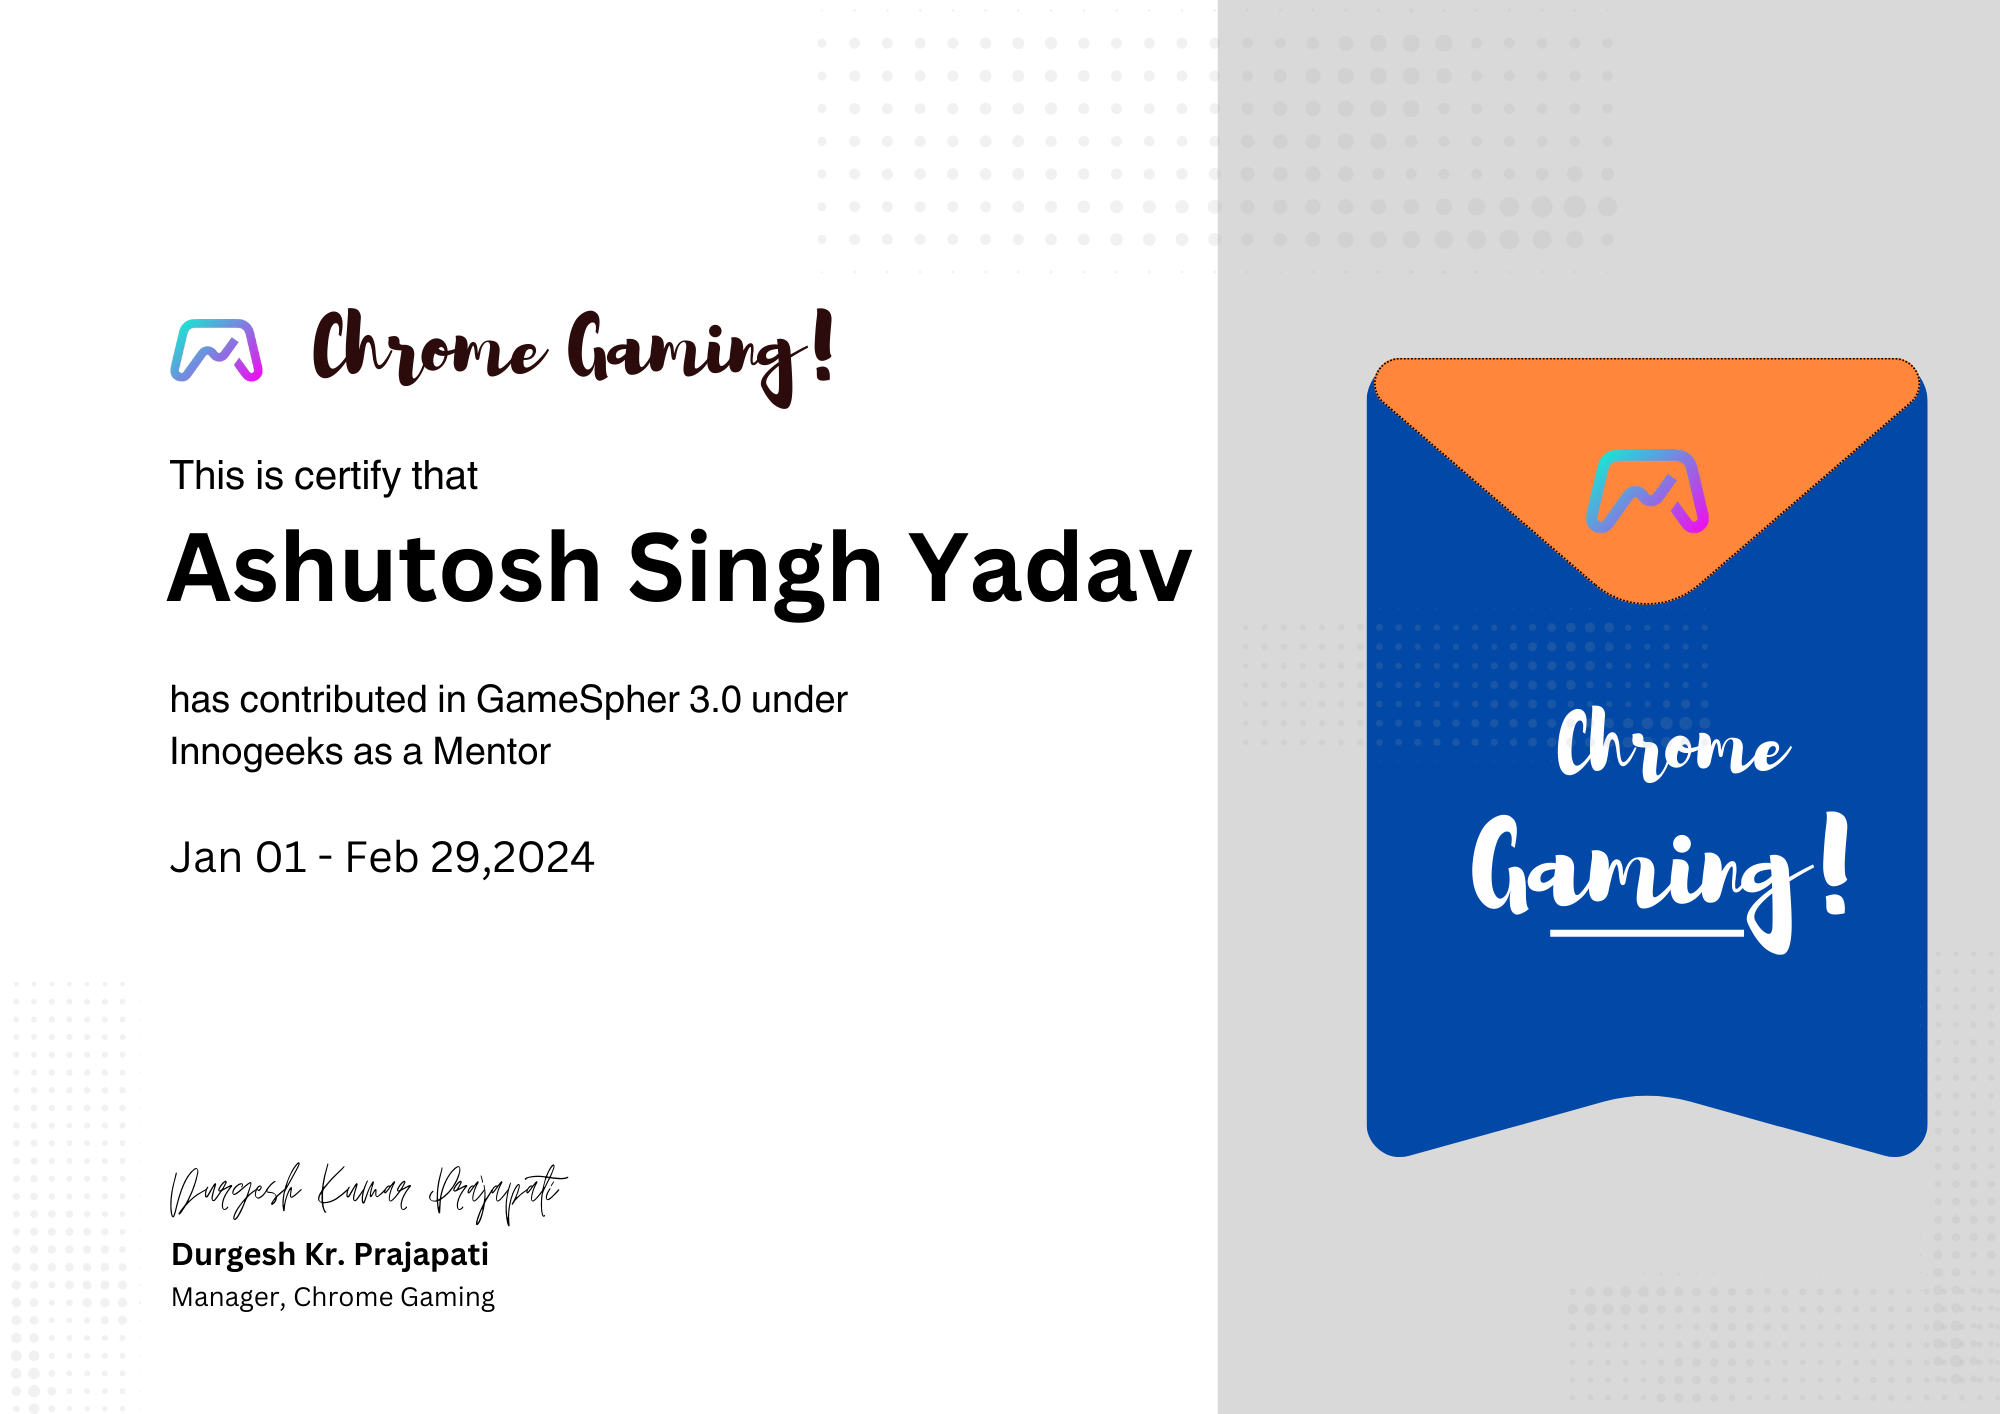 Chrome Gaming!
This is certify that
Ashutosh Singh Yadav
has contributed in GameSpher 3.0 under
Innogeeks as a Mentor
Jan 01 - Feb 29,2024
Durgesh Kumar Prajapati
Durgesh Kr. Prajapati
Manager, Chrome Gaming
Chrome
Gaming!